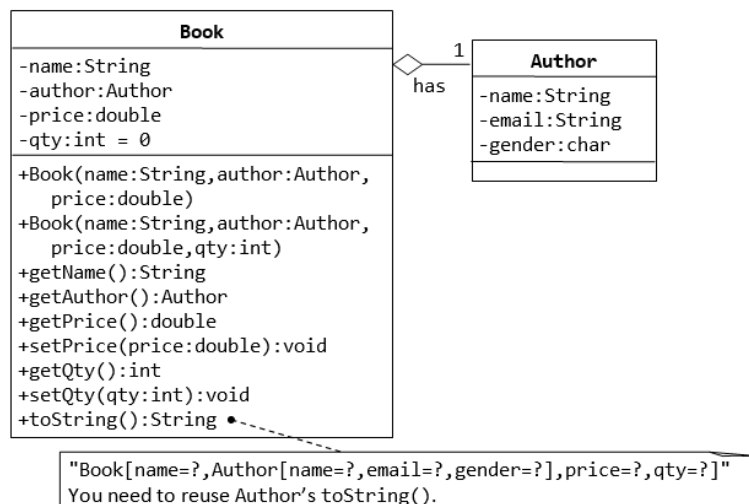 Book
-name:String
-author:Author
-price:double
-qty:int = 0
+Book(name:String,author:Author,
price:double)
+Book(name:String,author:Author,
price:double,qty:int)
+getName():String
+getAuthor():Author
+getPrice():double
+setPrice(price:double):void
+getQty():int
+setQty(qty:int):void
+toString():String
1
has
Author
-name:String
-email:String
-gender:char
"Book[name=?,Author[name=?,email=?,gender=?],price=?,qty=?]"
You need to reuse Author's toString().